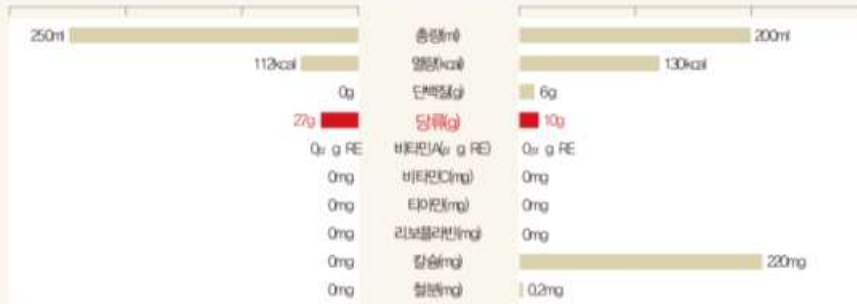 250ml 총량(ml) 200ml
112kcal 열량(kcal) 130kcal
0g 단백질(g) 6g
27g 당류(g) 10g
0μ g RE 비타민A(μ g RE) 0μ g RE
0mg 비타민C(mg) 0mg
0mg 티아민(mg) 0mg
0mg 리보플라빈(mg) 0mg
0mg 칼슘(mg) 220mg
0mg 철분(mg) 0.2mg